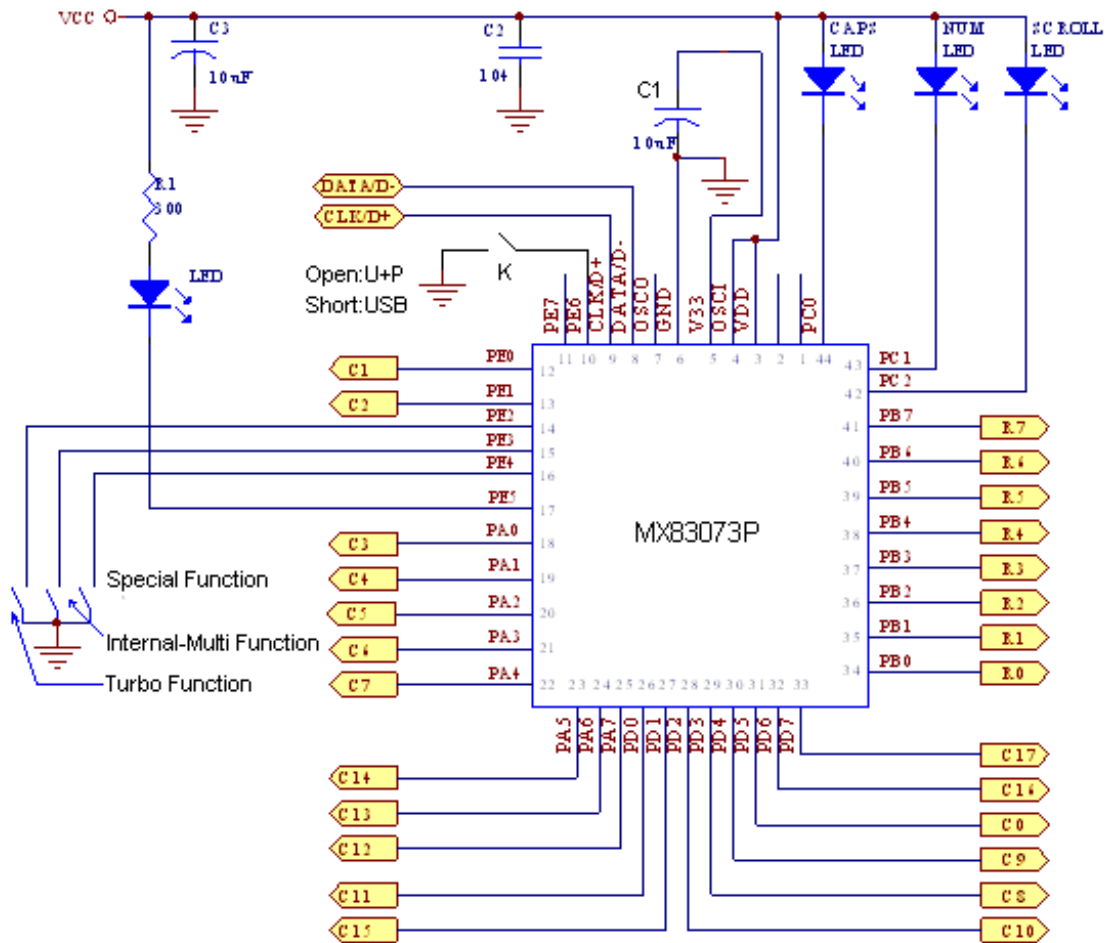 VCC
C3
10uF
C2
104
C1
10uF
CAPS
LED
NUM
LED
SCROLL
LED
R1
300
LED
DATA/D-
CLK/D+
Open:U+P
Short:USB
K
PE7
PE6
CLK/D+
DATA/D-
OSCO
GND
V33
OSCI
VDD
PC0
11 10 9 8 7 6 5 4 3 2 1 44
C1 PE0 12
C2 PE1 13
PE2 14
PE3 15
PE4 16
PE5 17
C3 PA0 18
C4 PA1 19
C5 PA2 20
C6 PA3 21
C7 PA4 22
MX83073P
43 PC1
42 PC2
41 PB7 R7
40 PB6 R6
39 PB5 R5
38 PB4 R4
37 PB3 R3
36 PB2 R2
35 PB1 R1
34 PB0 R0
Special Function
Internal-Multi Function
Turbo Function
23 24 25 26 27 28 29 30 31 32 33
PA5
PA6
PA7
PD0
PD1
PD2
PD3
PD4
PD5
PD6
PD7
C14
C13
C12
C11
C15
C17
C16
C0
C9
C8
C10